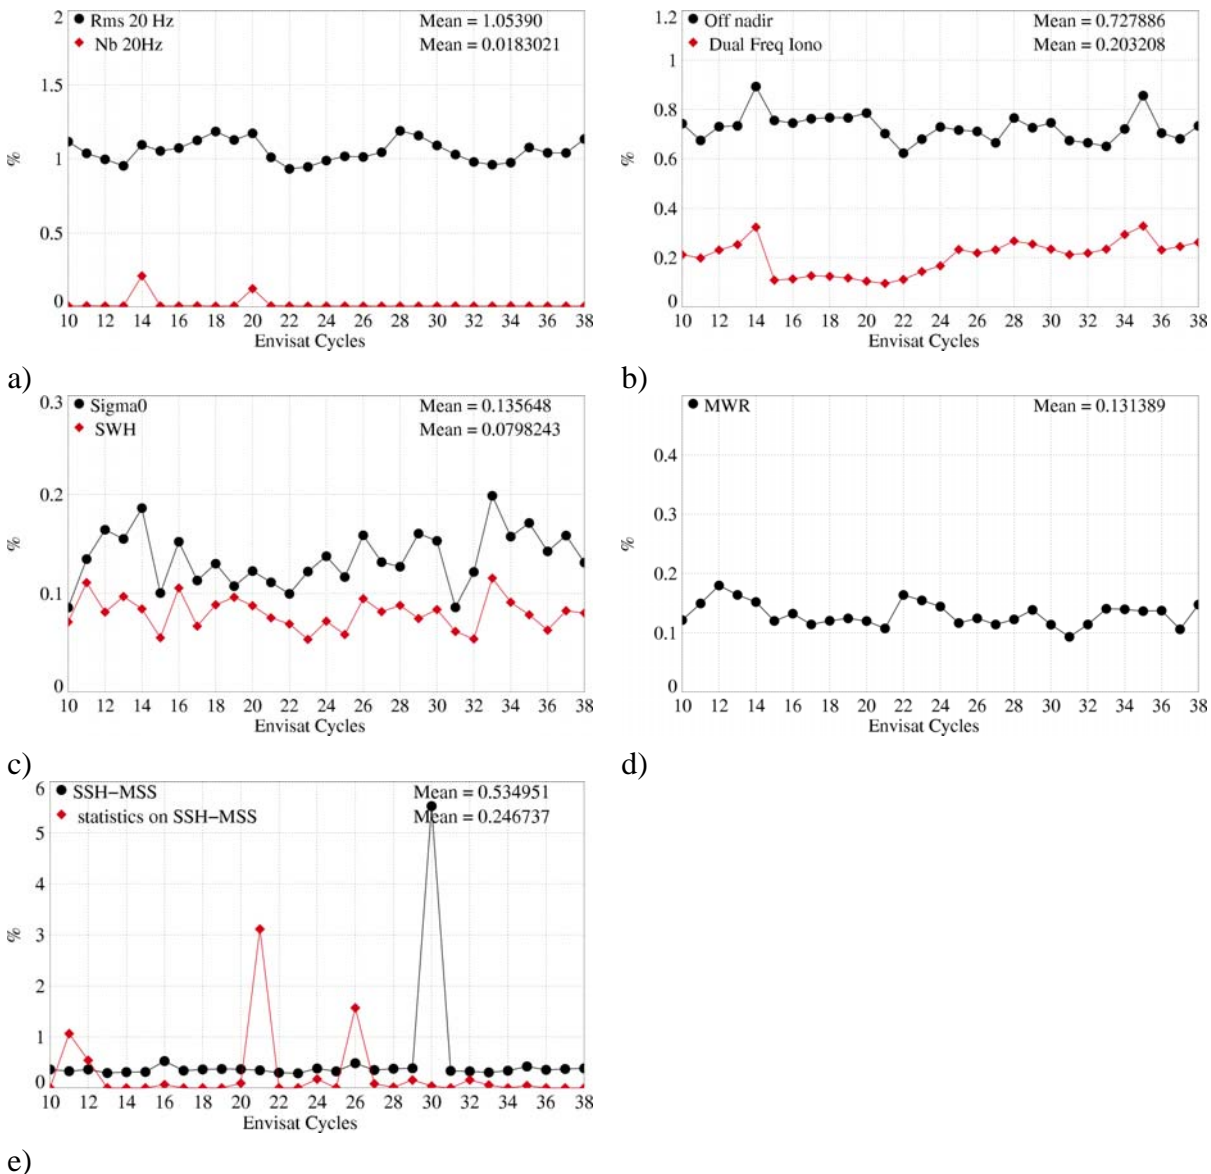 2 Rms 20 Hz Mean = 1.05390
Nb 20Hz Mean = 0.0183021
1.5
1
%
0.5
0
10 12 14 16 18 20 22 24 26 28 30 32 34 36 38
Envisat Cycles
a)
1.2 Off nadir Mean = 0.727886
Dual Freq Iono Mean = 0.203208
1
0.8
0.6
%
0.4
0.2
0
10 12 14 16 18 20 22 24 26 28 30 32 34 36 38
Envisat Cycles
b)
0.3 Sigma0 Mean = 0.135648
SWH Mean = 0.0798243
0.2
%
0.1
0
10 12 14 16 18 20 22 24 26 28 30 32 34 36 38
Envisat Cycles
c)
MWR Mean = 0.131389
0.4
0.3
%
0.2
0.1
0
10 12 14 16 18 20 22 24 26 28 30 32 34 36 38
Envisat Cycles
d)
6 SSH-MSS Mean = 0.534951
statistics on SSH-MSS Mean = 0.246737
5
4
3
%
2
1
0
10 12 14 16 18 20 22 24 26 28 30 32 34 36 38
Envisat Cycles
e)